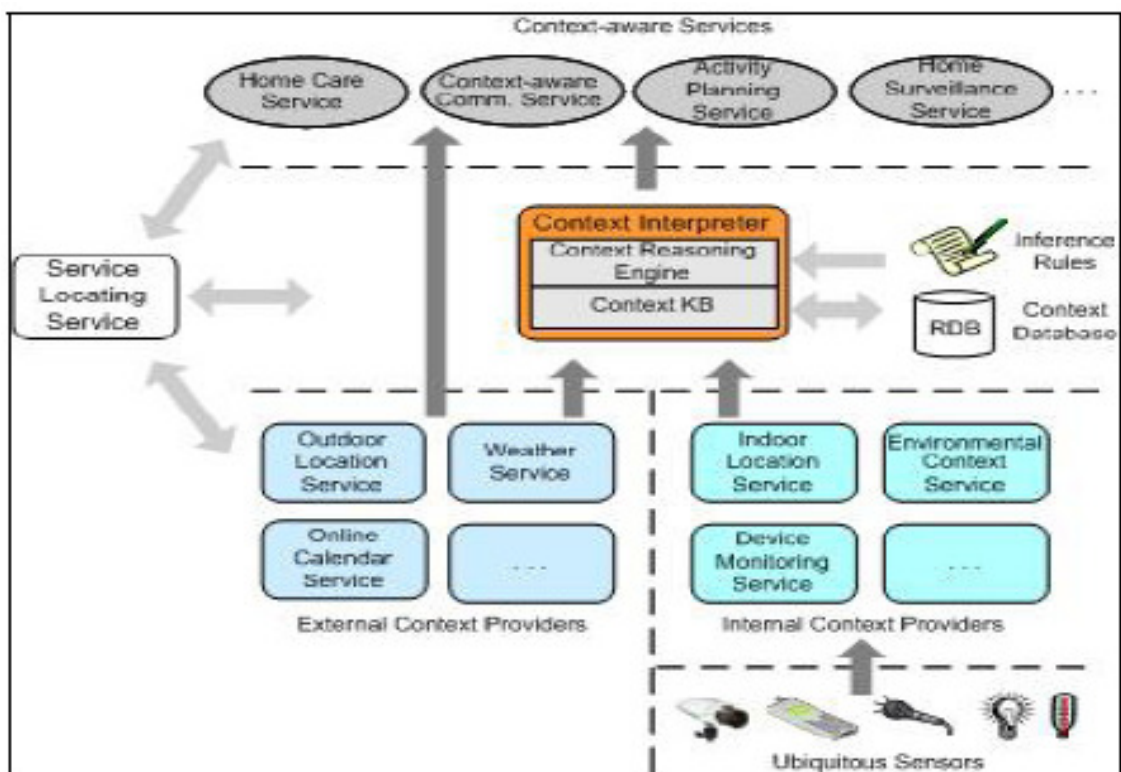 Context-aware Services
Home Care
Service
Context-aware
Comm. Service
Activity
Planning
Service
Home
Surveillance
Service
...
Service
Locating
Service
Context Interpreter
Context Reasoning
Engine
Context KB
Inference
Rules
RDB
Context
Database
Outdoor
Location
Service
Weather
Service
Online
Calendar
Service
...
External Context Providers
Indoor
Location
Service
Environmental
Context
Service
Device
Monitoring
Service
...
Internal Context Providers
Ubiquitous Sensors